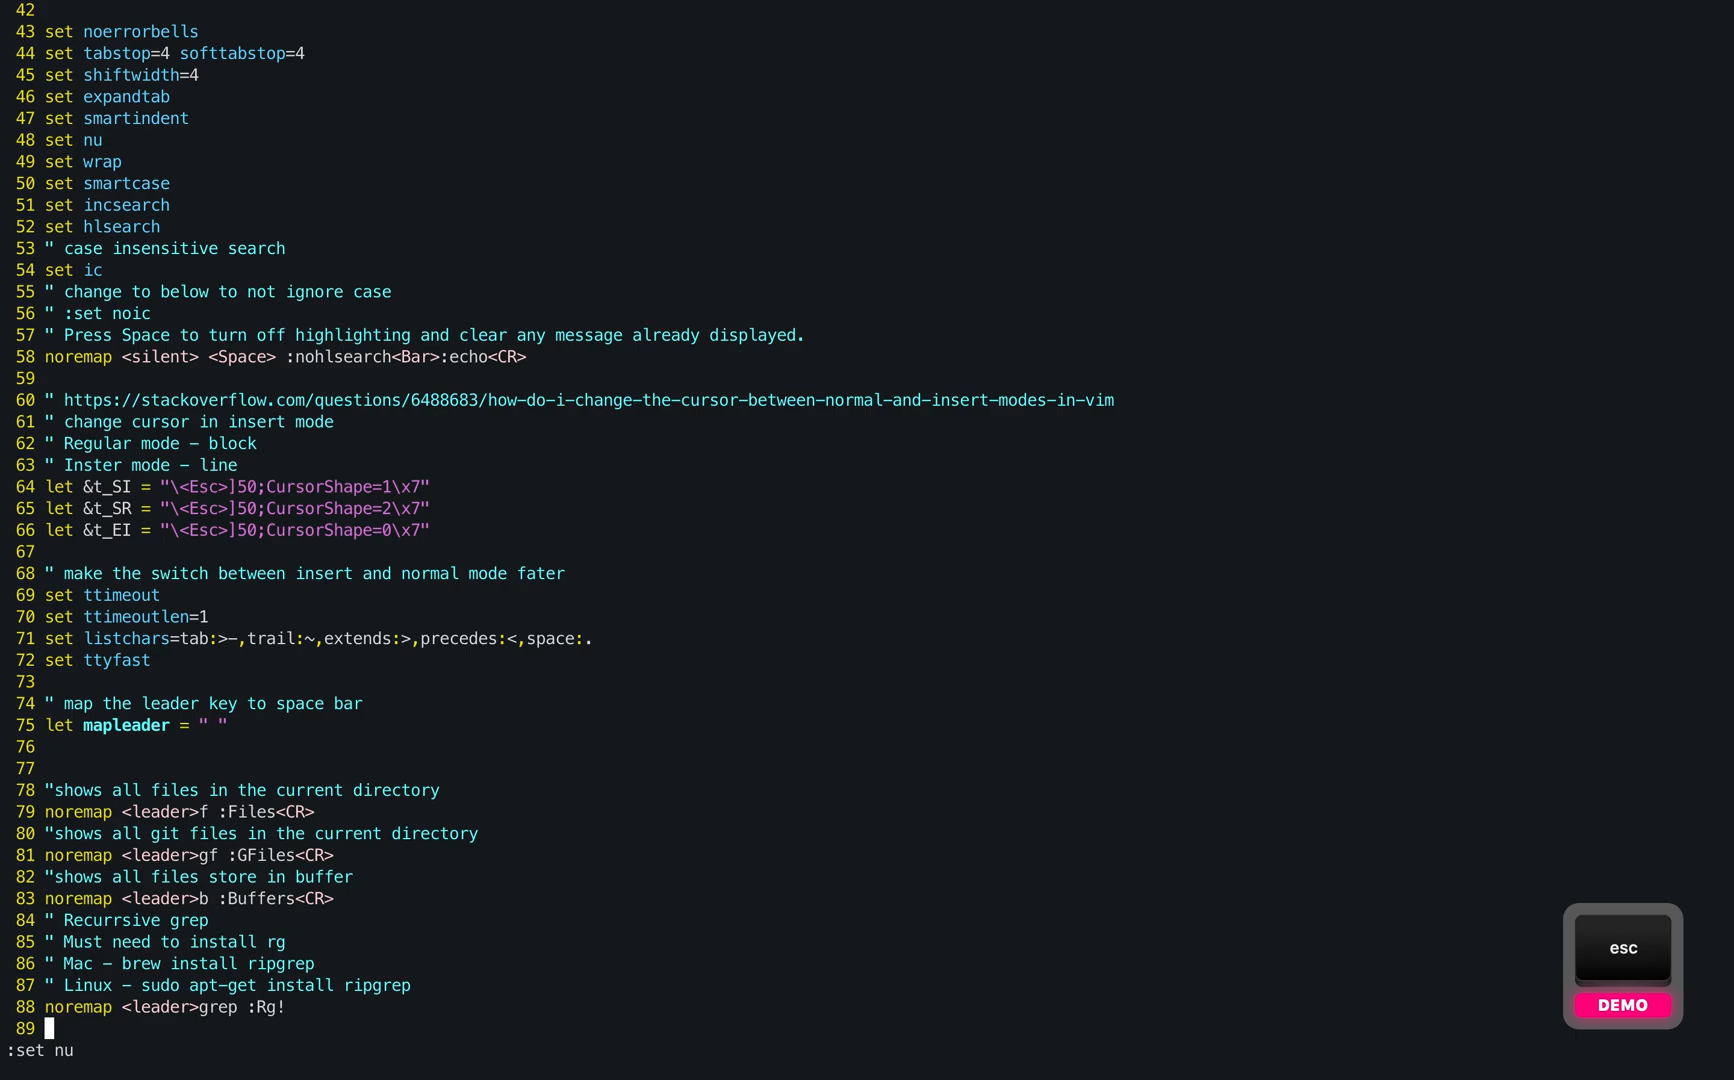 42
43 set noerrorbells
44 set tabstop=4 softtabstop=4
45 set shiftwidth=4
46 set expandtab
47 set smartindent
48 set nu
49 set wrap
50 set smartcase
51 set incsearch
52 set hlsearch
53 " case insensitive search
54 set ic
55 " change to below to not ignore case
56 " :set noic
57 " Press Space to turn off highlighting and clear any message already displayed.
58 noremap <silent> <Space> :nohlsearch<Bar>:echo<CR>
59
60 " https://stackoverflow.com/questions/6488683/how-do-i-change-the-cursor-between-normal-and-insert-modes-in-vim
61 " change cursor in insert mode
62 " Regular mode - block
63 " Inster mode - line
64 let &t_SI = "\<Esc>]50;CursorShape=1\x7"
65 let &t_SR = "\<Esc>]50;CursorShape=2\x7"
66 let &t_EI = "\<Esc>]50;CursorShape=0\x7"
67
68 " make the switch between insert and normal mode fater
69 set ttimeout
70 set ttimeoutlen=1
71 set listchars=tab:>-,trail:~,extends:>,precedes:<,space:.
72 set ttyfast
73
74 " map the leader key to space bar
75 let mapleader = " "
76
77
78 "shows all files in the current directory
79 noremap <leader>f :Files<CR>
80 "shows all git files in the current directory
81 noremap <leader>gf :GFiles<CR>
82 "shows all files store in buffer
83 noremap <leader>b :Buffers<CR>
84 " Recurrsive grep
85 " Must need to install rg
86 " Mac - brew install ripgrep
87 " Linux - sudo apt-get install ripgrep
88 noremap <leader>grep :Rg!
89
:set nu
esc
DEMO